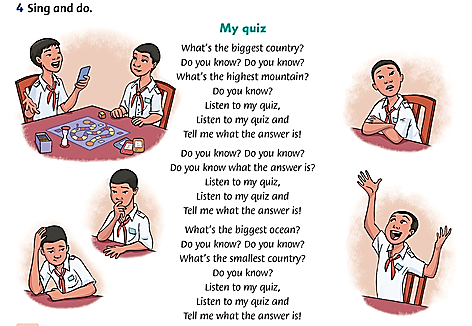 4 Sing and do.
My quiz
What's the biggest country?
Do you know? Do you know?
What's the highest mountain?
Do you know?
Listen to my quiz,
Listen to my quiz and
Tell me what the answer is!
Do you know? Do you know?
Do you know what the answer is?
Listen to my quiz,
Listen to my quiz and
Tell me what the answer is!
What's the biggest ocean?
Do you know? Do you know?
What's the smallest country?
Do you know?
Listen to my quiz,
Listen to my quiz and
Tell me what the answer is!